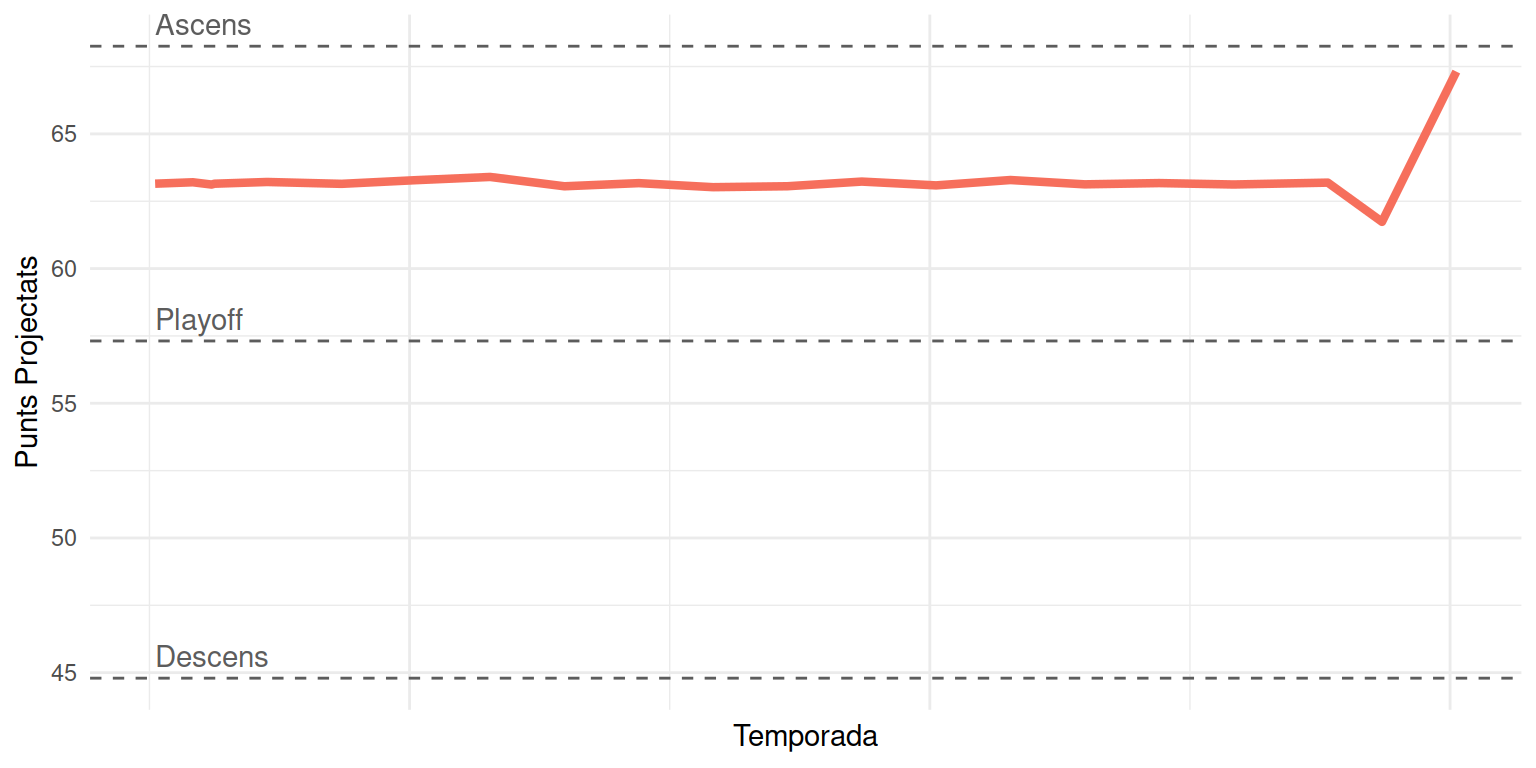 Ascens
65
60
Playoff
55
50
Descens
45
Punts Projectats
Temporada